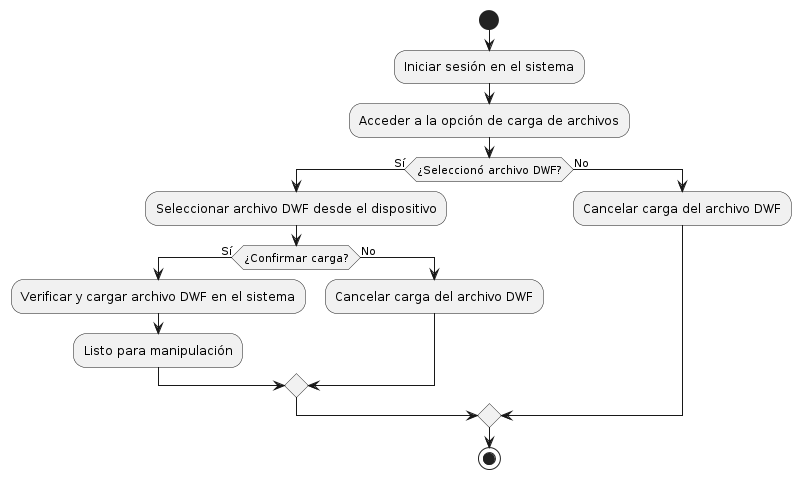 Iniciar sesión en el sistema
Acceder a la opción de carga de archivos
Sí
¿Seleccionó archivo DWF?
No
Seleccionar archivo DWF desde el dispositivo
Cancelar carga del archivo DWF
Sí
¿Confirmar carga?
No
Verificar y cargar archivo DWF en el sistema
Cancelar carga del archivo DWF
Listo para manipulación